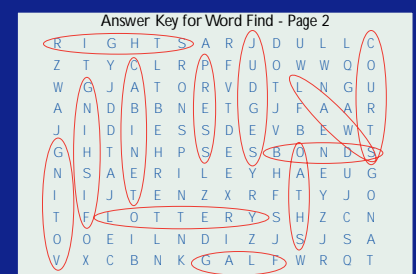 Answer Key for Word Find - Page 2
R I G H T S A R J D U L L C
Z T Y C L R P F U O W W Q O
W G J A T O R V D T L N G U
A N D B B N E T G J F A A R
J I D I E S S D E V B E W T
G H T N H P S E S B O N D S
N S A E R I L E Y H A E U G
I I J T E N Z X R F T Y J O
T F L O T T E R Y S H Z C N
O O E I L N D I Z J S J S A
V X C B N K G A L F W R Q T